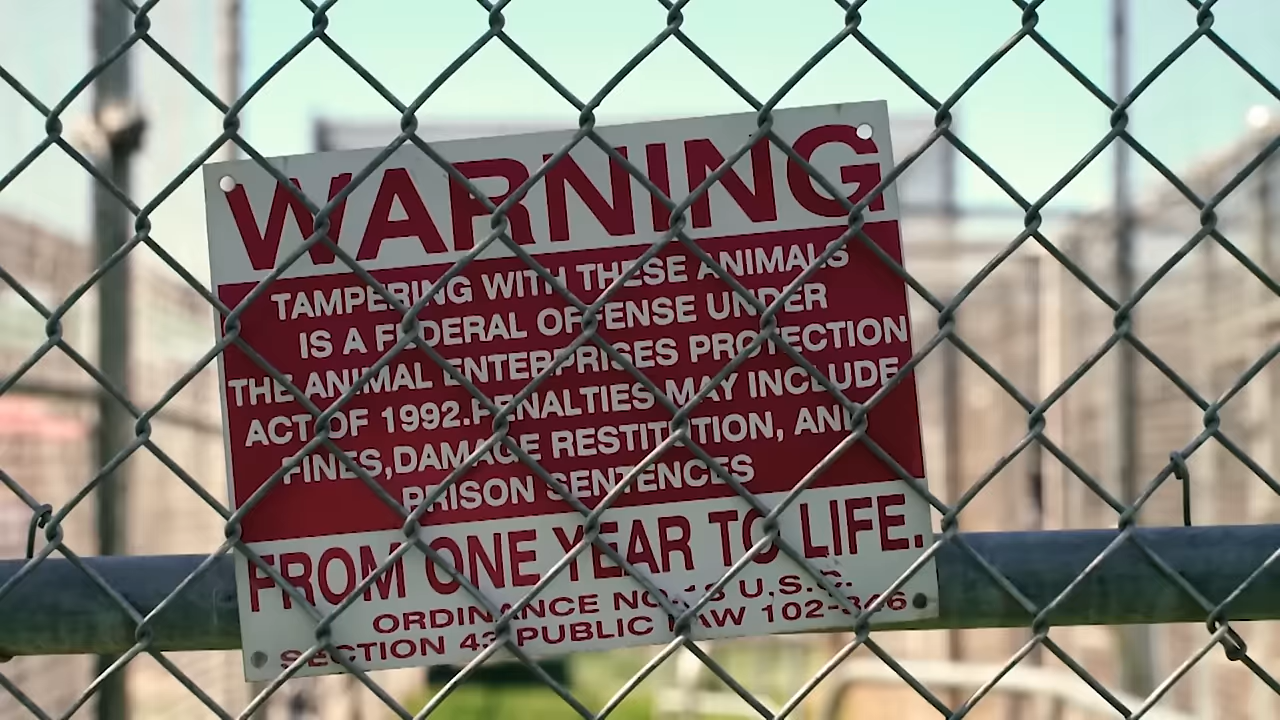 WARNING
TAMPERING WITH THESE ANIMALS
IS A FEDERAL OFFENSE UNDER
THE ANIMAL ENTERPRISES PROTECTION
ACT OF 1992. PENALTIES MAY INCLUDE
FINES,DAMAGE RESTITUTION, AND
PRISON SENTENCES
FROM ONE YEAR TO LIFE.
ORDINANCE NO. 18 U.S.C.
SECTION 43 PUBLIC LAW 102-346